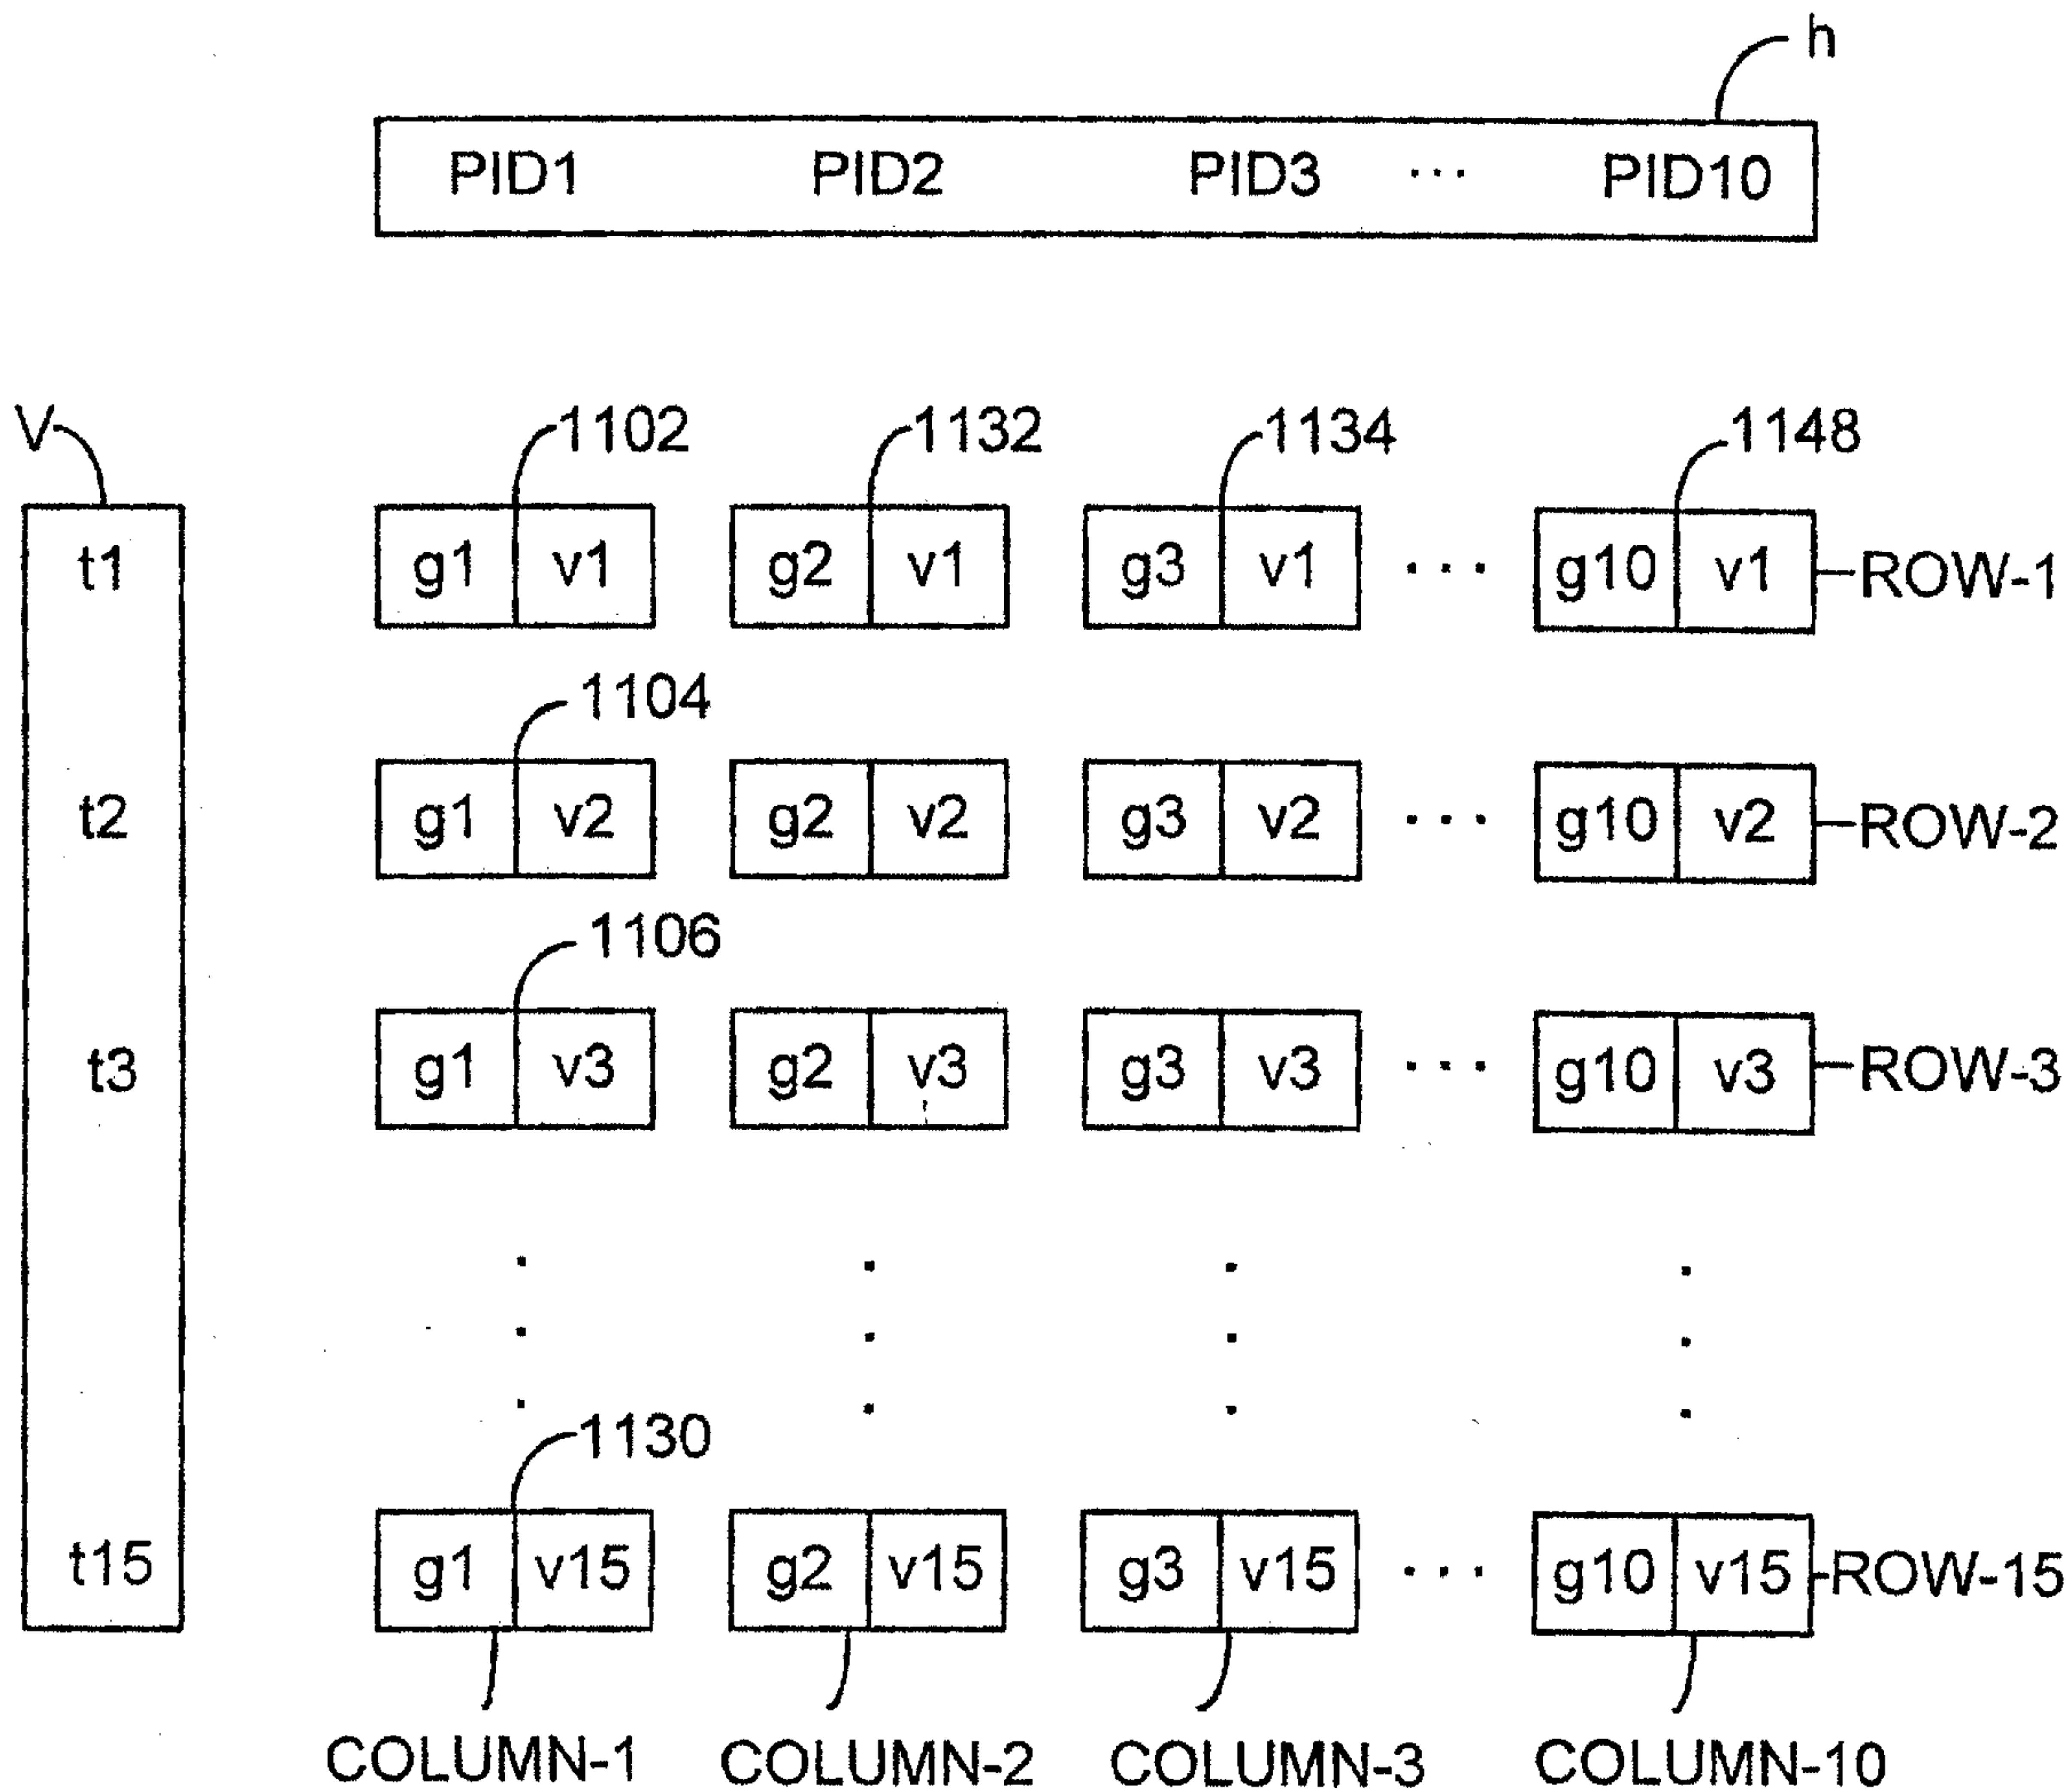 h
PID1 PID2 PID3 ... PID10
V 1102 1132 1134 1148
t1 g1 v1 g2 v1 g3 v1 ... g10 v1 ROW-1
1104
t2 g1 v2 g2 v2 g3 v2 ... g10 v2 ROW-2
1106
t3 g1 v3 g2 v3 g3 v3 ... g10 v3 ROW-3
1130
t15 g1 v15 g2 v15 g3 v15 ... g10 v15 ROW-15
COLUMN-1 COLUMN-2 COLUMN-3 COLUMN-10